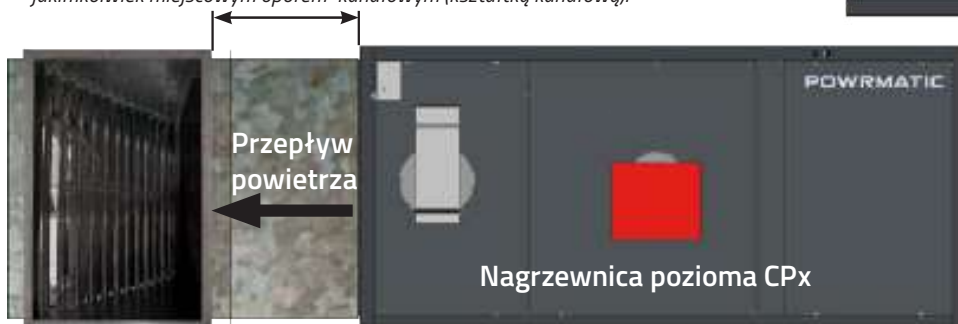 jakimkolwiek miejscowym oporem kanałowym (kształtką kanałową).
POWRMATIC
Przepływ
powietrza
Nagrzewnica pozioma CPx